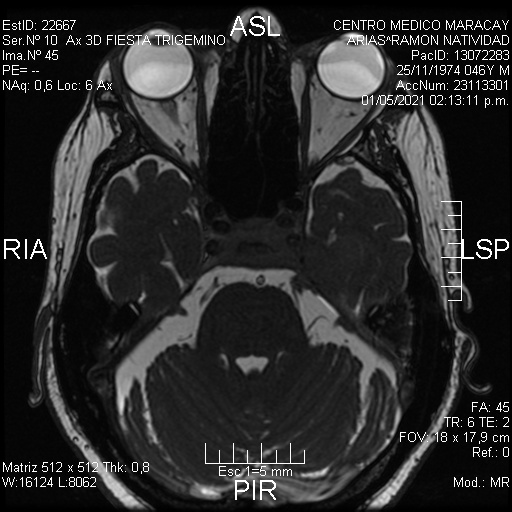 EstID: 22667
Ser.Nº 10 Ax 3D FIESTA TRIGEMINO
Ima.Nº 45
PE= --
NAq: 0,6 Loc: 6 Ax
ASL
CENTRO MEDICO MARACAY
ARIAS^RAMON NATIVIDAD
PacID: 13072283
25/11/1974 046Y M
AccNum: 23113301
01/05/2021 02:13:11 p.m.
RIA
LSP
Matriz 512 x 512 Thk: 0,8
W:16124 L:8062
Esc 1=5 mm
PIR
FA: 45
TR: 6 TE: 2
FOV: 18 x 17,9 cm
Ref.: 0
Mod.: MR